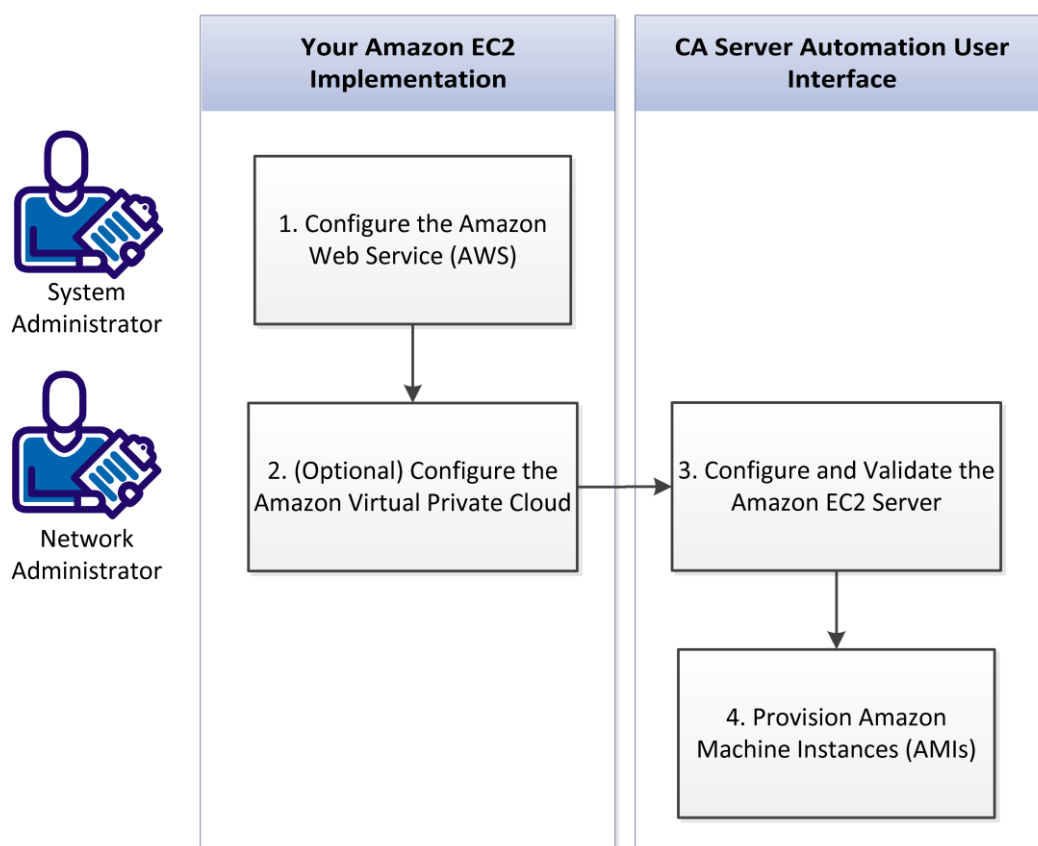 Your Amazon EC2
Implementation
CA Server Automation User
Interface
System
Administrator
1. Configure the Amazon
Web Service (AWS)
Network
Administrator
2. (Optional) Configure the
Amazon Virtual Private Cloud
3. Configure and Validate the
Amazon EC2 Server
4. Provision Amazon
Machine Instances (AMIs)